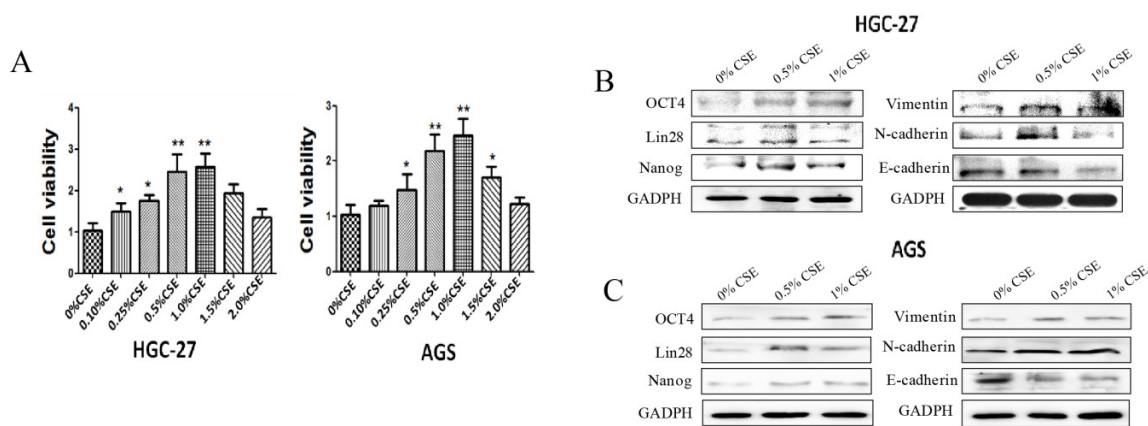 A
Cell viability
4
3
2
1
0
* * ** **
0%CSE
0.10%CSE
0.25%CSE
0.5%CSE
1.0%CSE
1.5%CSE
2.0%CSE
HGC-27
Cell viability
3
2
1
0
* ** ** *
0%CSE
0.10%CSE
0.25%CSE
0.5%CSE
1.0%CSE
1.5%CSE
2.0%CSE
AGS
HGC-27
B
0% CSE 0.5% CSE 1% CSE
OCT4
Lin28
Nanog
GADPH
0% CSE 0.5% CSE 1% CSE
Vimentin
N-cadherin
E-cadherin
GADPH
AGS
C
0% CSE 0.5% CSE 1% CSE
OCT4
Lin28
Nanog
GADPH
0% CSE 0.5% CSE 1% CSE
Vimentin
N-cadherin
E-cadherin
GADPH